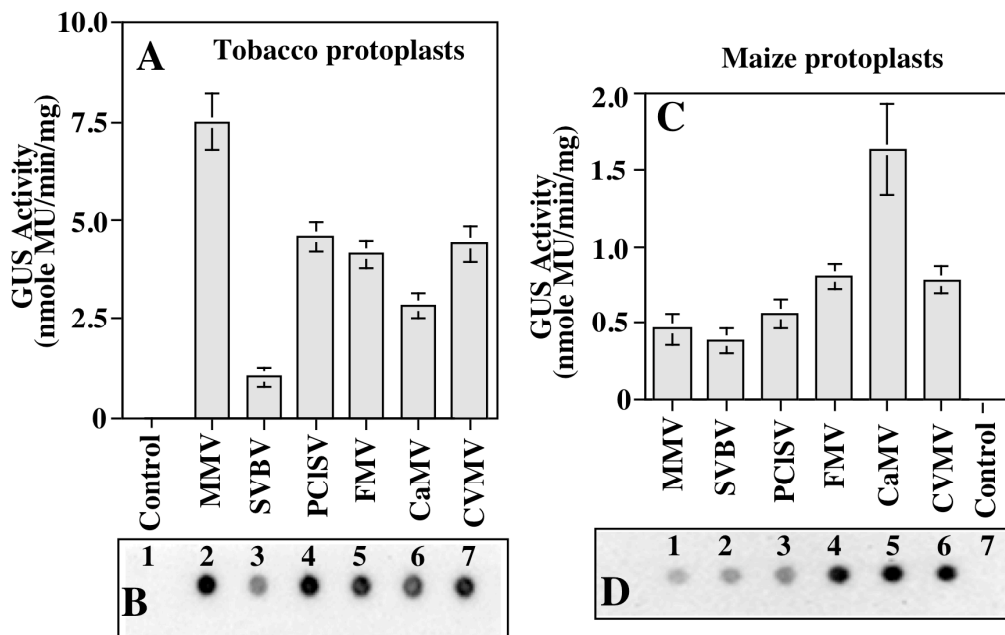 A
Tobacco protoplasts
GUS Activity
(nmole MU/min/mg)
10.0
7.5
5.0
2.5
0
Control
MMV
SVBV
PClSV
FMV
CaMV
CVMV
B
1 2 3 4 5 6 7
Maize protoplasts
C
GUS Activity
(nmole MU/min/mg)
2.0
1.5
1.0
0.5
0
MMV
SVBV
PClSV
FMV
CaMV
CVMV
Control
D
1 2 3 4 5 6 7